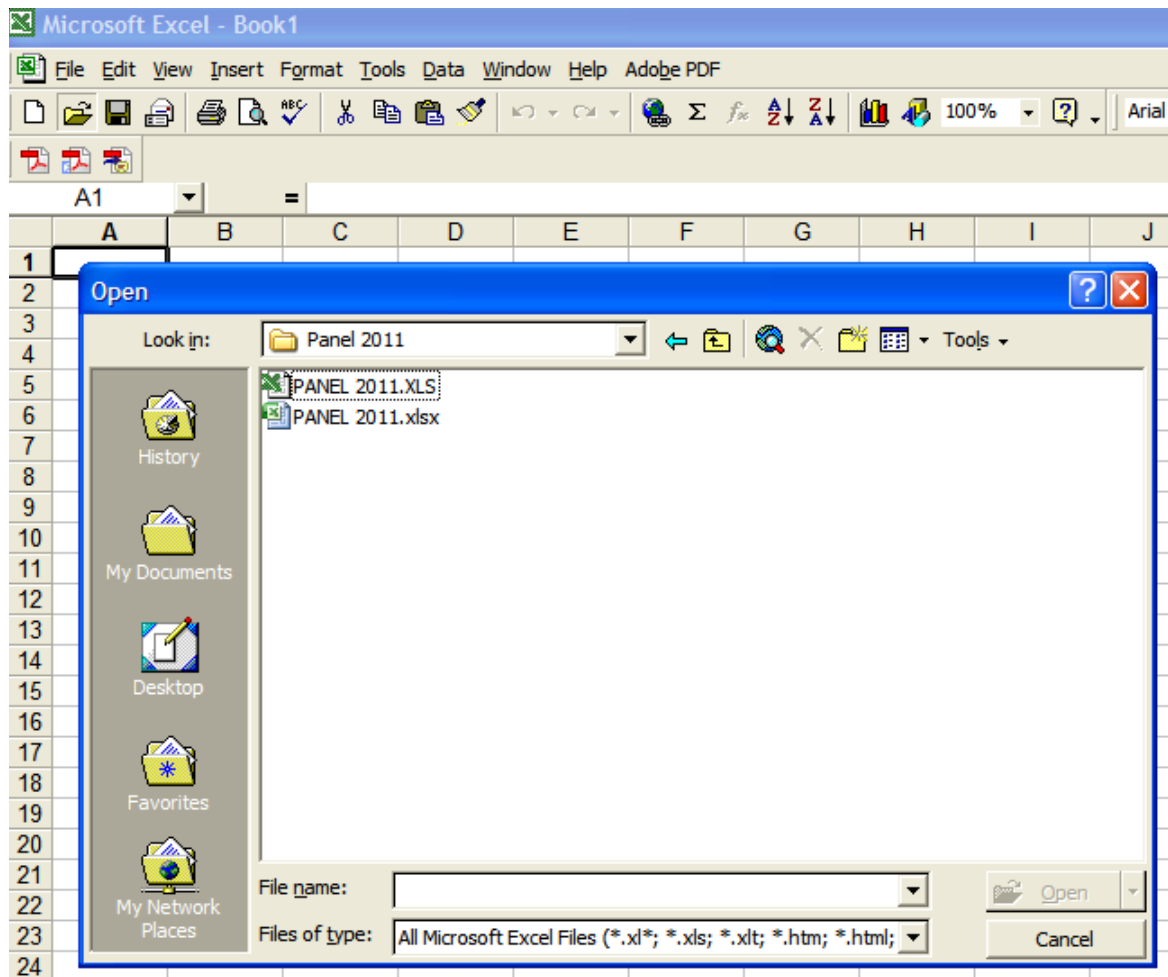 Microsoft Excel - Book1
File Edit View Insert Format Tools Data Window Help Adobe PDF
ABC Σ fx A Z Z A 100% ? Arial
A1 =
A B C D E F G H I J
1
2
Open ?
3
Look in: Panel 2011 Tools
4
5
PANEL 2011.XLS
6
PANEL 2011.xlsx
7
History
8
9
10
11
My Documents
12
13
14
15
Desktop
16
17
18
Favorites
19
20
21
File name: Open
22
My Network
Places
23
Files of type: All Microsoft Excel Files (*.xl*; *.xls; *.xlt; *.htm; *.html; Cancel
24